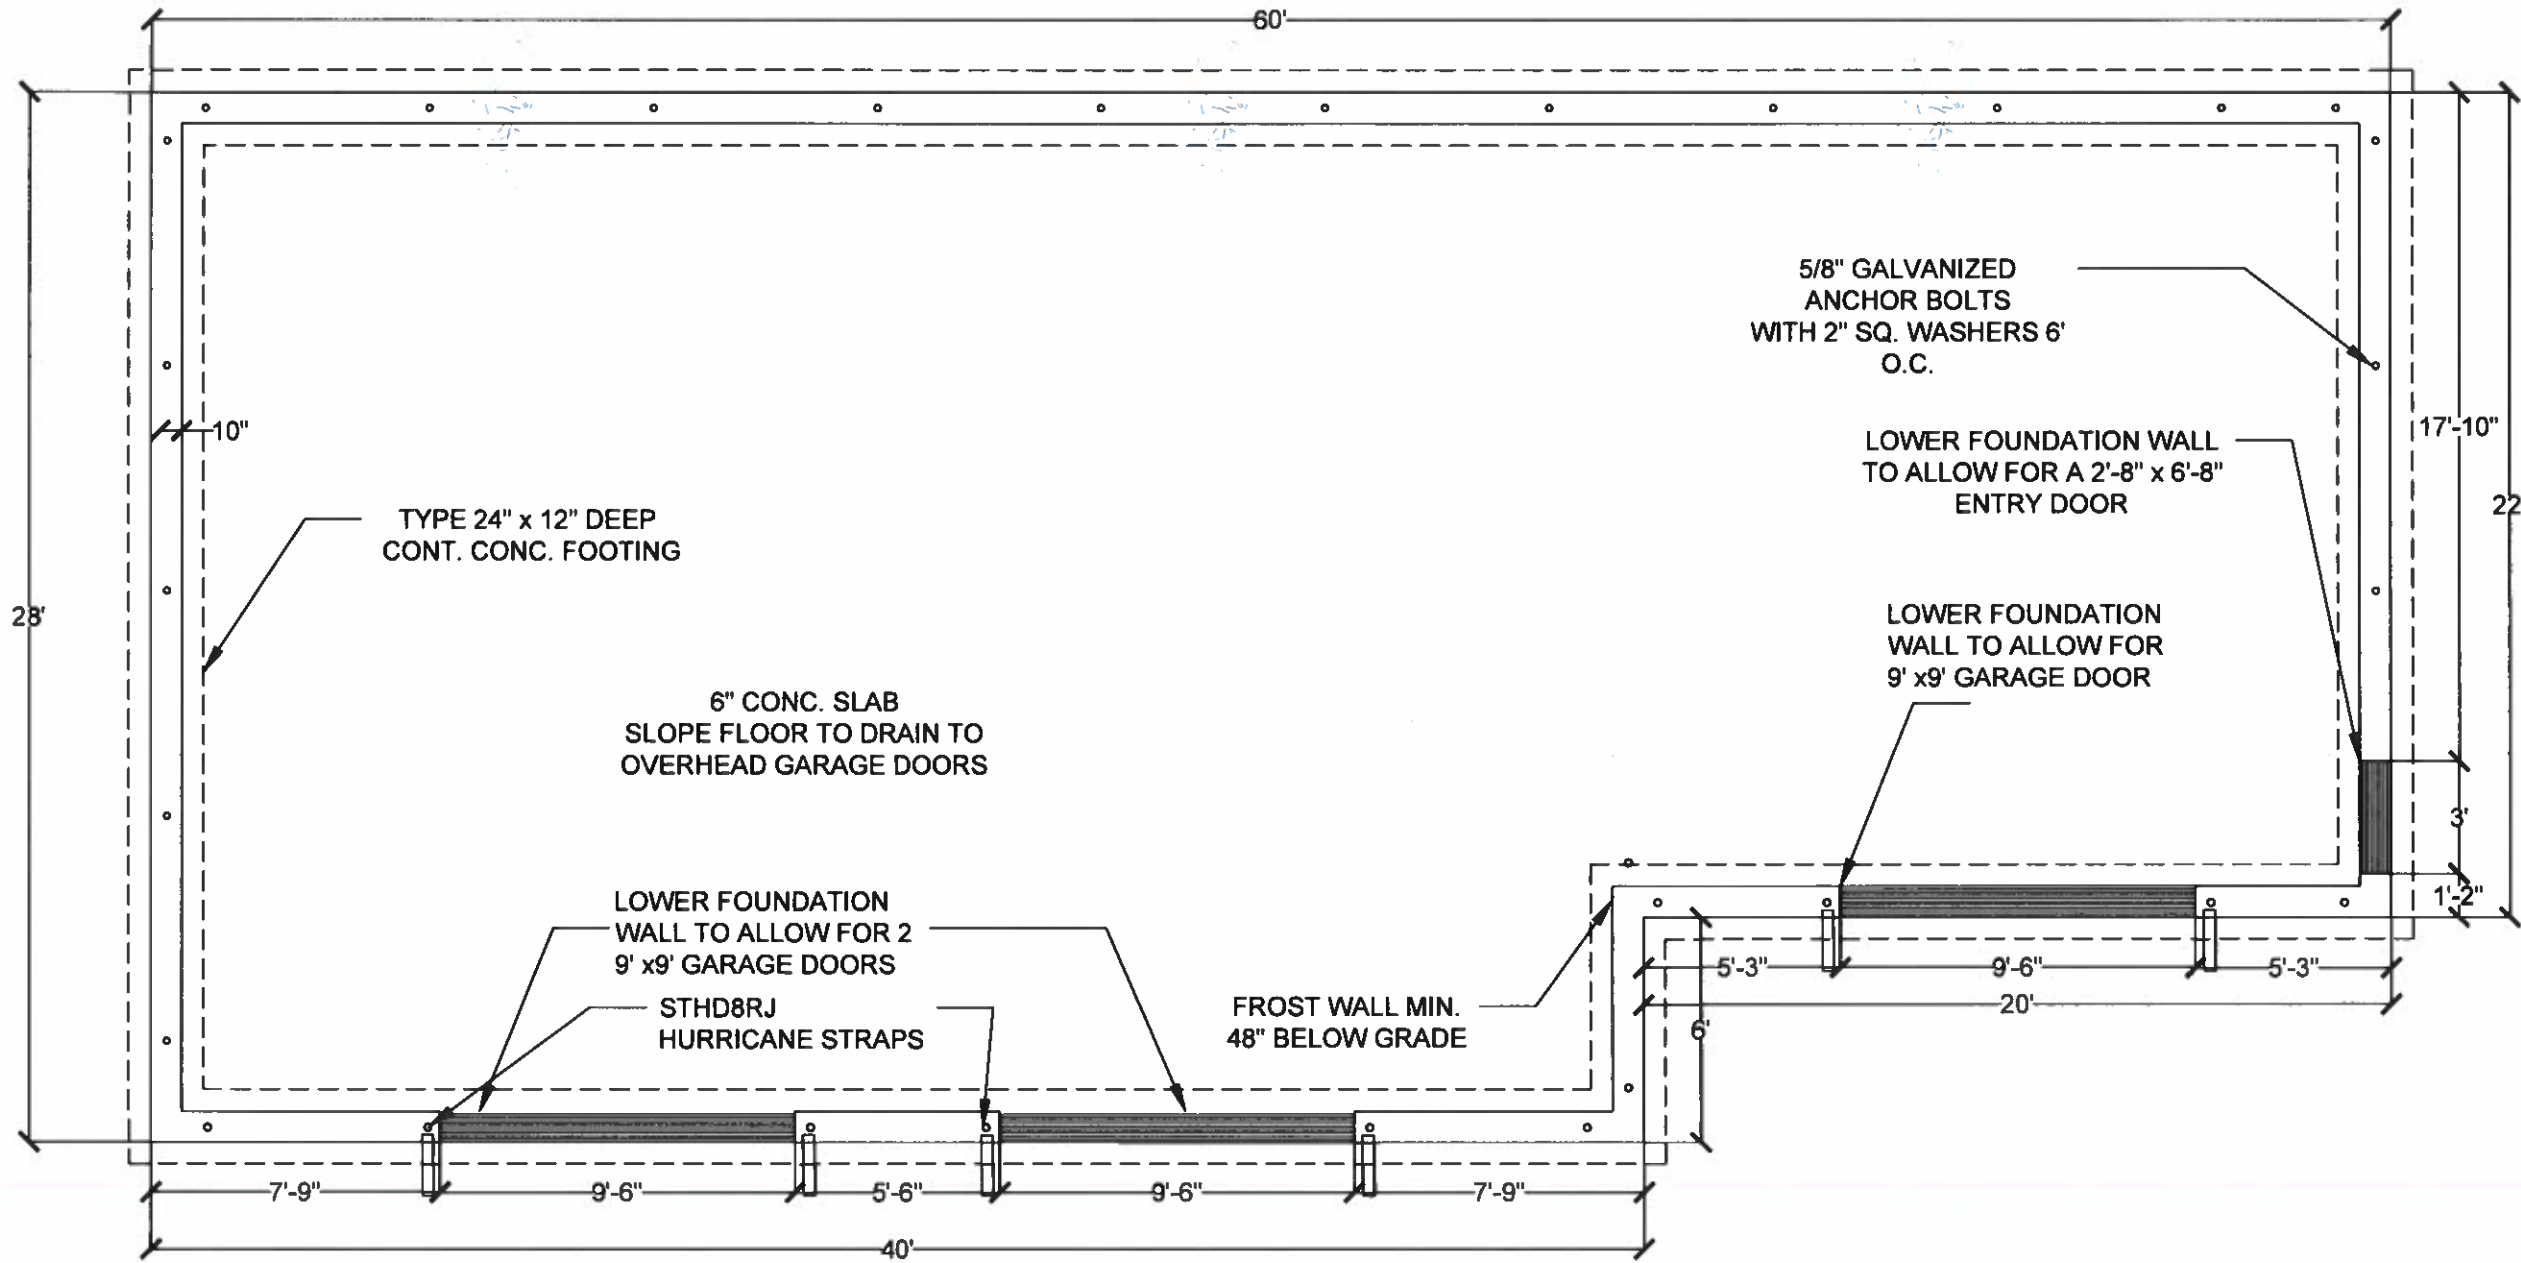 60'
5/8" GALVANIZED
ANCHOR BOLTS
WITH 2" SQ. WASHERS 6'
O.C.
10"
17'-10"
LOWER FOUNDATION WALL
TO ALLOW FOR A 2'-8" x 6'-8"
ENTRY DOOR
22
TYPE 24" x 12" DEEP
CONT. CONC. FOOTING
28'
LOWER FOUNDATION
WALL TO ALLOW FOR
9' x9' GARAGE DOOR
6" CONC. SLAB
SLOPE FLOOR TO DRAIN TO
OVERHEAD GARAGE DOORS
3'
1'-2"
LOWER FOUNDATION
WALL TO ALLOW FOR 2
9' x9' GARAGE DOORS
STHD8RJ
HURRICANE STRAPS
FROST WALL MIN.
48" BELOW GRADE
5'-3"
9'-6"
5'-3"
20'
6'
7'-9"
9'-6"
5'-6"
9'-6"
7'-9"
40'